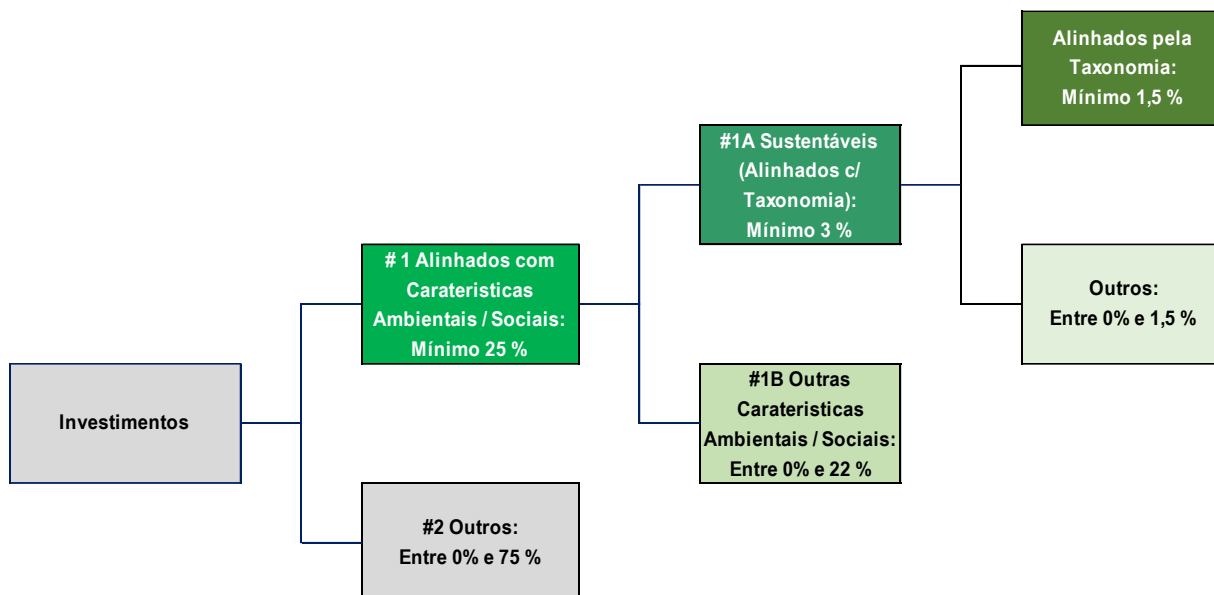 Alinhados pela
Taxonomia:
Mínimo 1,5 %
#1A Sustentáveis
(Alinhados c/
Taxonomia):
Mínimo 3 %
# 1 Alinhados com
Carateristicas
Ambientais / Sociais:
Mínimo 25 %
Outros:
Entre 0% e 1,5 %
Investimentos
#1B Outras
Carateristicas
Ambientais / Sociais:
Entre 0% e 22 %
#2 Outros:
Entre 0% e 75 %